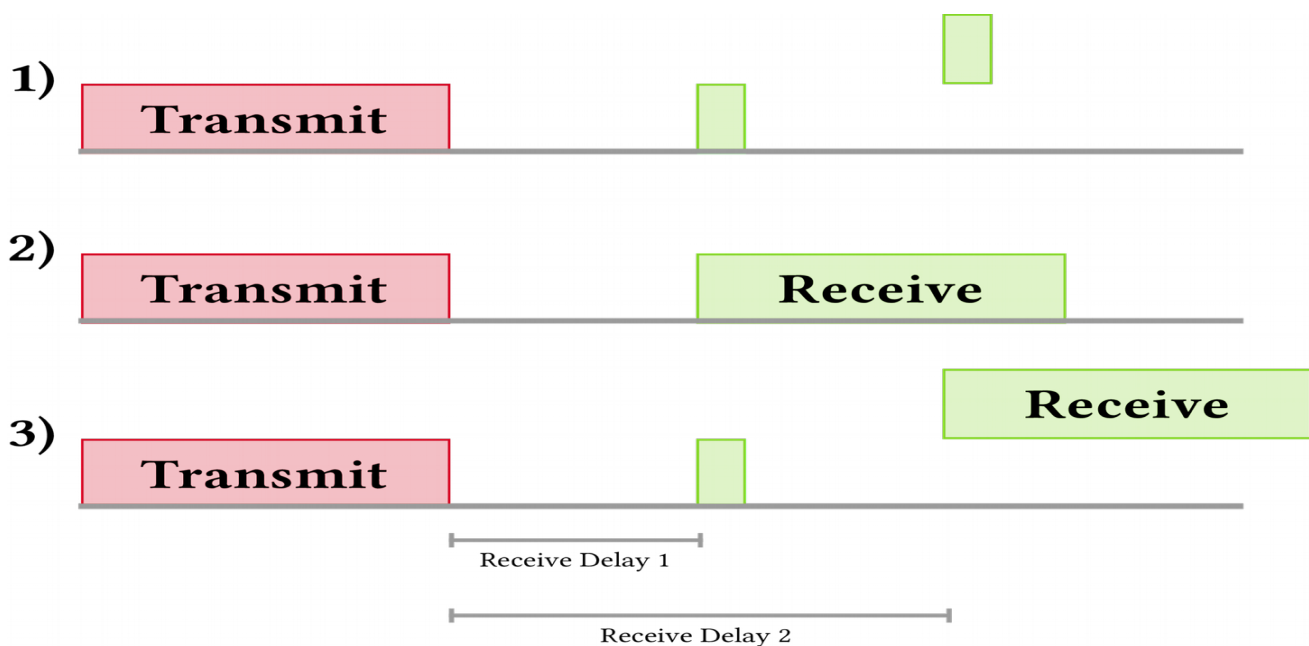 1)
Transmit
2)
Transmit
Receive
Receive
3)
Transmit
Receive Delay 1
Receive Delay 2